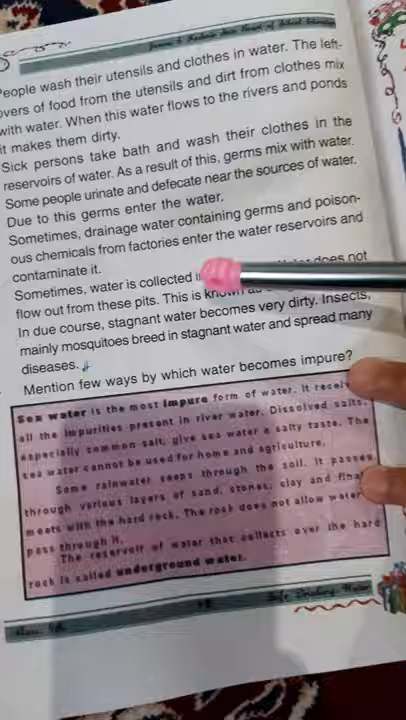 People wash their utensils and clothes in water. The left-
overs of food from the utensils and dirt from clothes mix
with water. When this water flows to the rivers and ponds
it makes them dirty.
Sick persons take bath and wash their clothes in the
reservoirs of water. As a result of this, germs mix with water.
Some people urinate and defecate near the sources of water.
Due to this germs enter the water.
Sometimes, drainage water containing germs and poison-
ous chemicals from factories enter the water reservoirs and
contaminate it.
Sometimes, water is collected does not
flow out from these pits. This is known as
In due course, stagnant water becomes very dirty. Insects,
mainly mosquitoes breed in stagnant water and spread many
diseases.
Mention few ways by which water becomes impure?
Sea water is the most impure form of water. It receiv
all the impurities present in river water. Dissolved salts,
especially common salt, give sea water a salty taste. The
sea water cannot be used for home and agriculture.
Some rainwater seeps through the soil. It passes
through various layers of sand, stones, clay and final
meets with the hard rock. The rock does not allow water
pass through it.
The reservoir of water that collects over the hard
rock is called underground water.
Safe Drinking Water